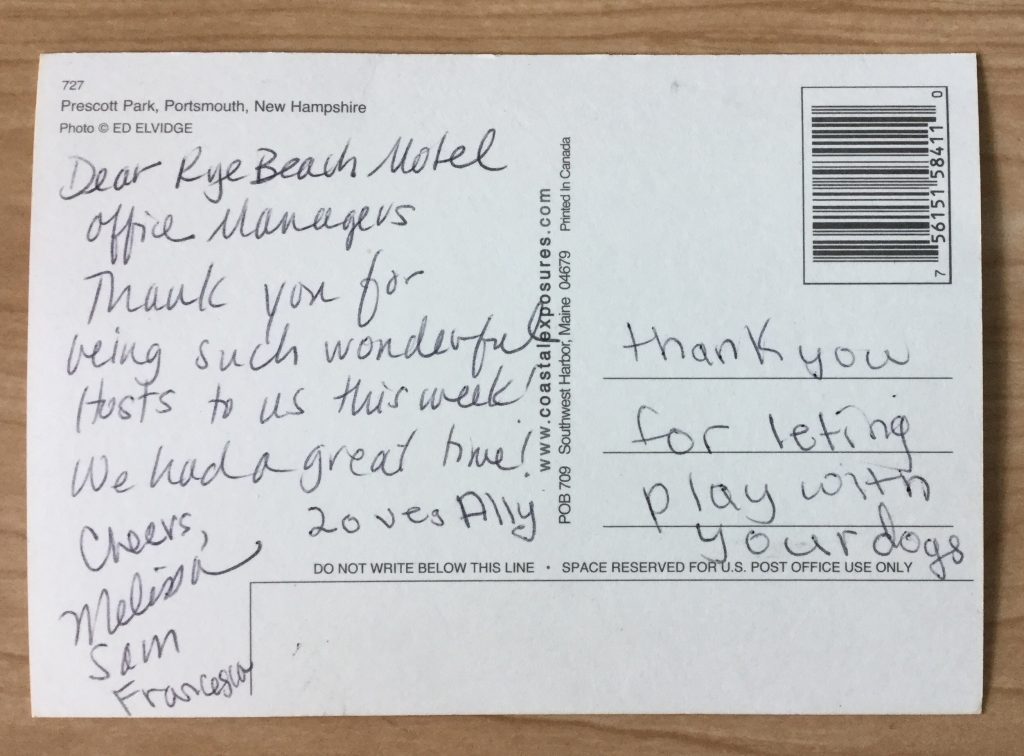 727
Prescott Park, Portsmouth, New Hampshire
Photo © ED ELVIDGE
Dear Rye Beach Motel
Office Managers
Thank you for
being such wonderful
Hosts to us this week!
We had a great time!
Cheers,
Melissa
Sam
Francesca
Loves Ally
www.coastalexposures.com
POB 709 Southwest Harbor, Maine 04679 Printed In Canada
7 56151 58411 0
thank you
for leting
play with
your dogs
DO NOT WRITE BELOW THIS LINE • SPACE RESERVED FOR U.S. POST OFFICE USE ONLY